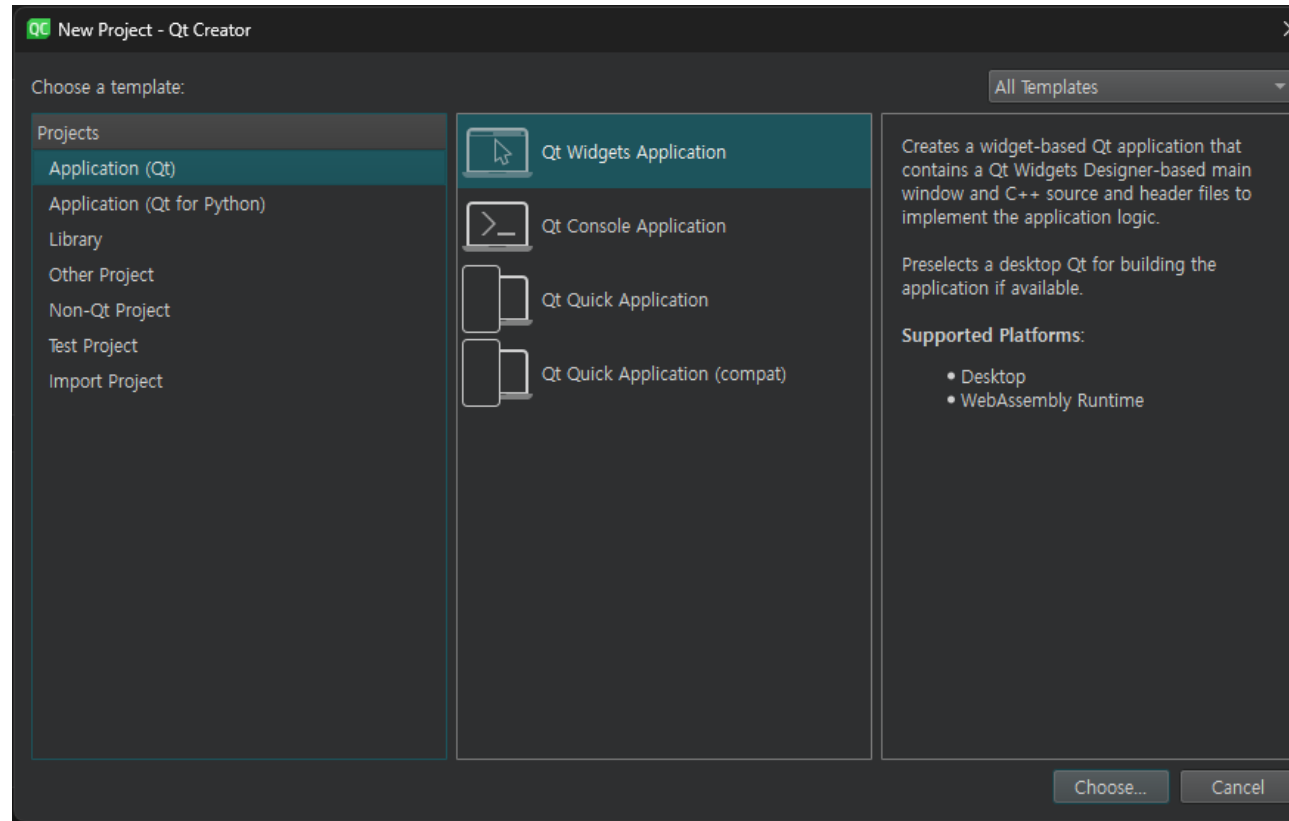 QC New Project - Qt Creator
Choose a template:
All Templates
Projects
Application (Qt)
Application (Qt for Python)
Library
Other Project
Non-Qt Project
Test Project
Import Project
Qt Widgets Application
Qt Console Application
Qt Quick Application
Qt Quick Application (compat)
Creates a widget-based Qt application that
contains a Qt Widgets Designer-based main
window and C++ source and header files to
implement the application logic.
Preselects a desktop Qt for building the
application if available.
Supported Platforms:
• Desktop
• WebAssembly Runtime
Choose...
Cancel